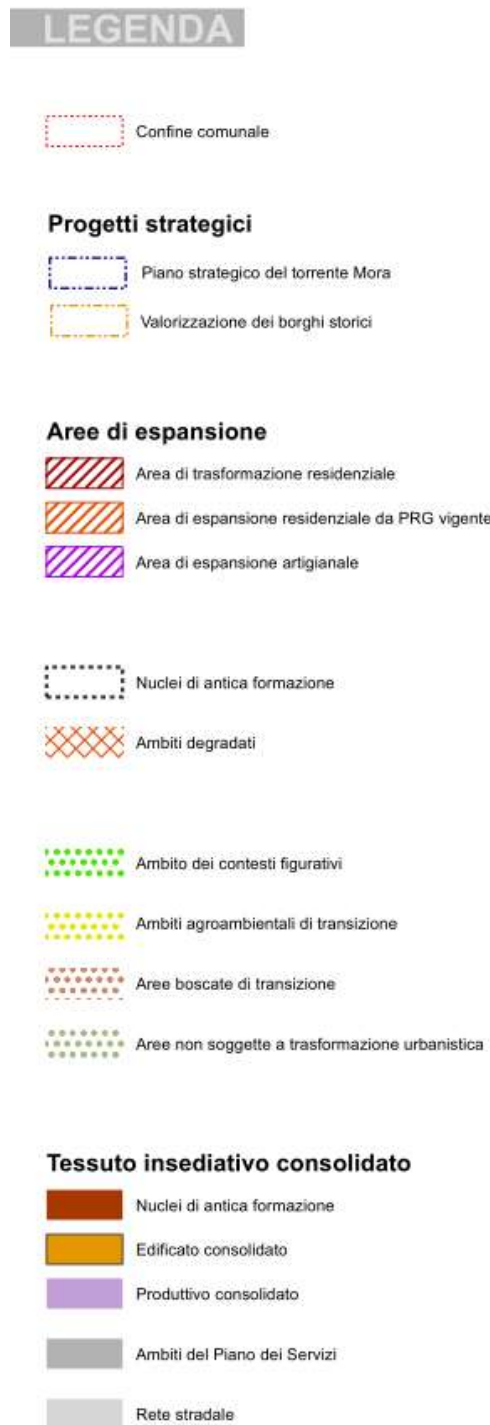 LEGENDA
Confine comunale
Progetti strategici
Piano strategico del torrente Mora
Valorizzazione dei borghi storici
Aree di espansione
Area di trasformazione residenziale
Area di espansione residenziale da PRG vigente
Area di espansione artigianale
Nuclei di antica formazione
Ambiti degradati
Ambito dei contesti figurativi
Ambiti agroambientali di transizione
Aree boscate di transizione
Aree non soggette a trasformazione urbanistica
Tessuto insediativo consolidato
Nuclei di antica formazione
Edificato consolidato
Produttivo consolidato
Ambiti del Piano dei Servizi
Rete stradale